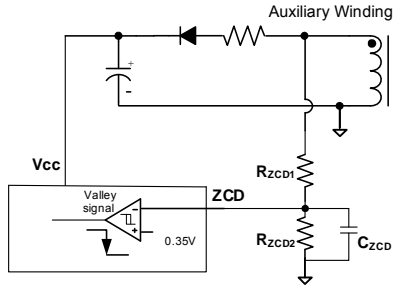 Auxiliary Winding
+
-
Vcc
Valley
signal
ZCD
-
+
0.35V
RZCD1
RZCD2
CZCD